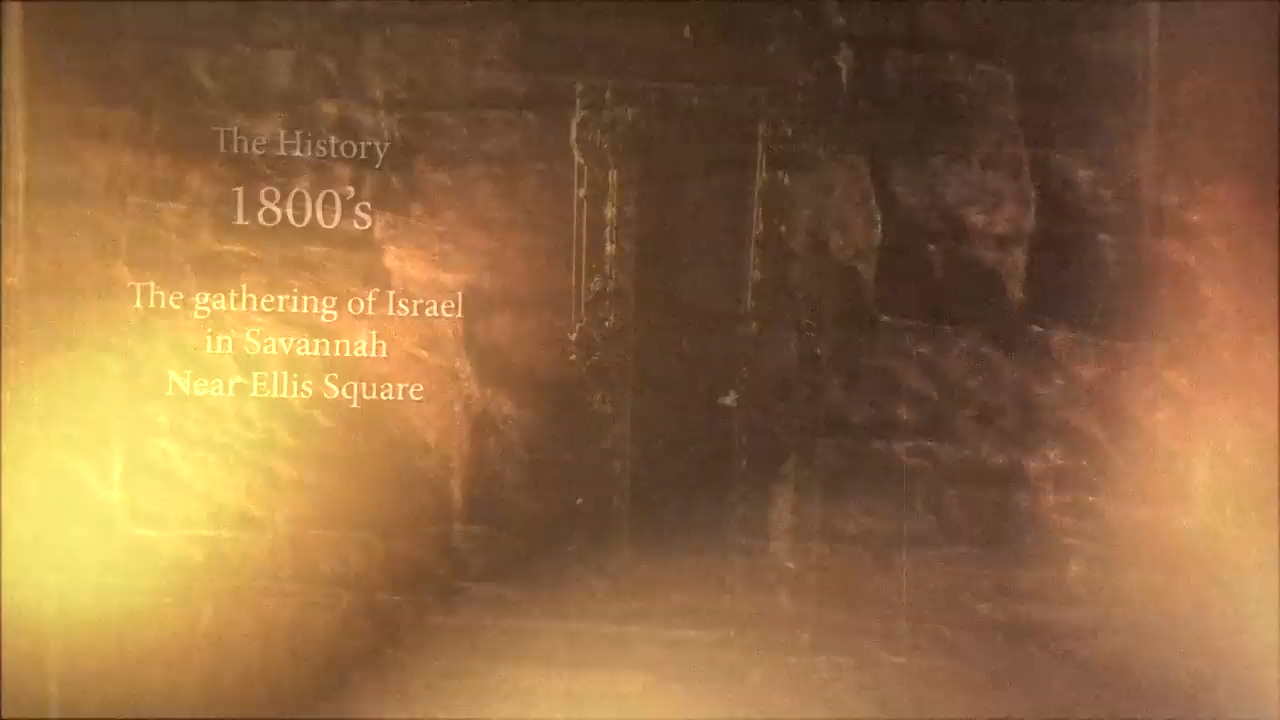 The History
1800's
The gathering of Israel
in Savannah
Near Ellis Square